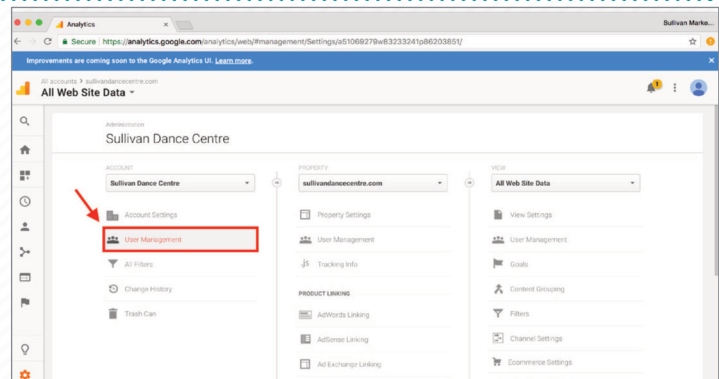 Analytics
Sullivan Marke...
Secure https://analytics.google.com/analytics/web/#management/Settings/a51069279w83233241p86203851/
Improvements are coming soon to the Google Analytics UI. Learn more.
All accounts > sullivandancecentre.com
All Web Site Data
1
Administration
Sullivan Dance Centre
ACCOUNT
Sullivan Dance Centre
Account Settings
User Management
All Filters
Change History
Trash Can
PROPERTY
sullivandancecentre.com
Property Settings
User Management
.js Tracking Info
PRODUCT LINKING
AdWords Linking
AdSense Linking
Ad Exchange Linking
VIEW
All Web Site Data
View Settings
User Management
Goals
Content Grouping
Filters
Channel Settings
Ecommerce Settings